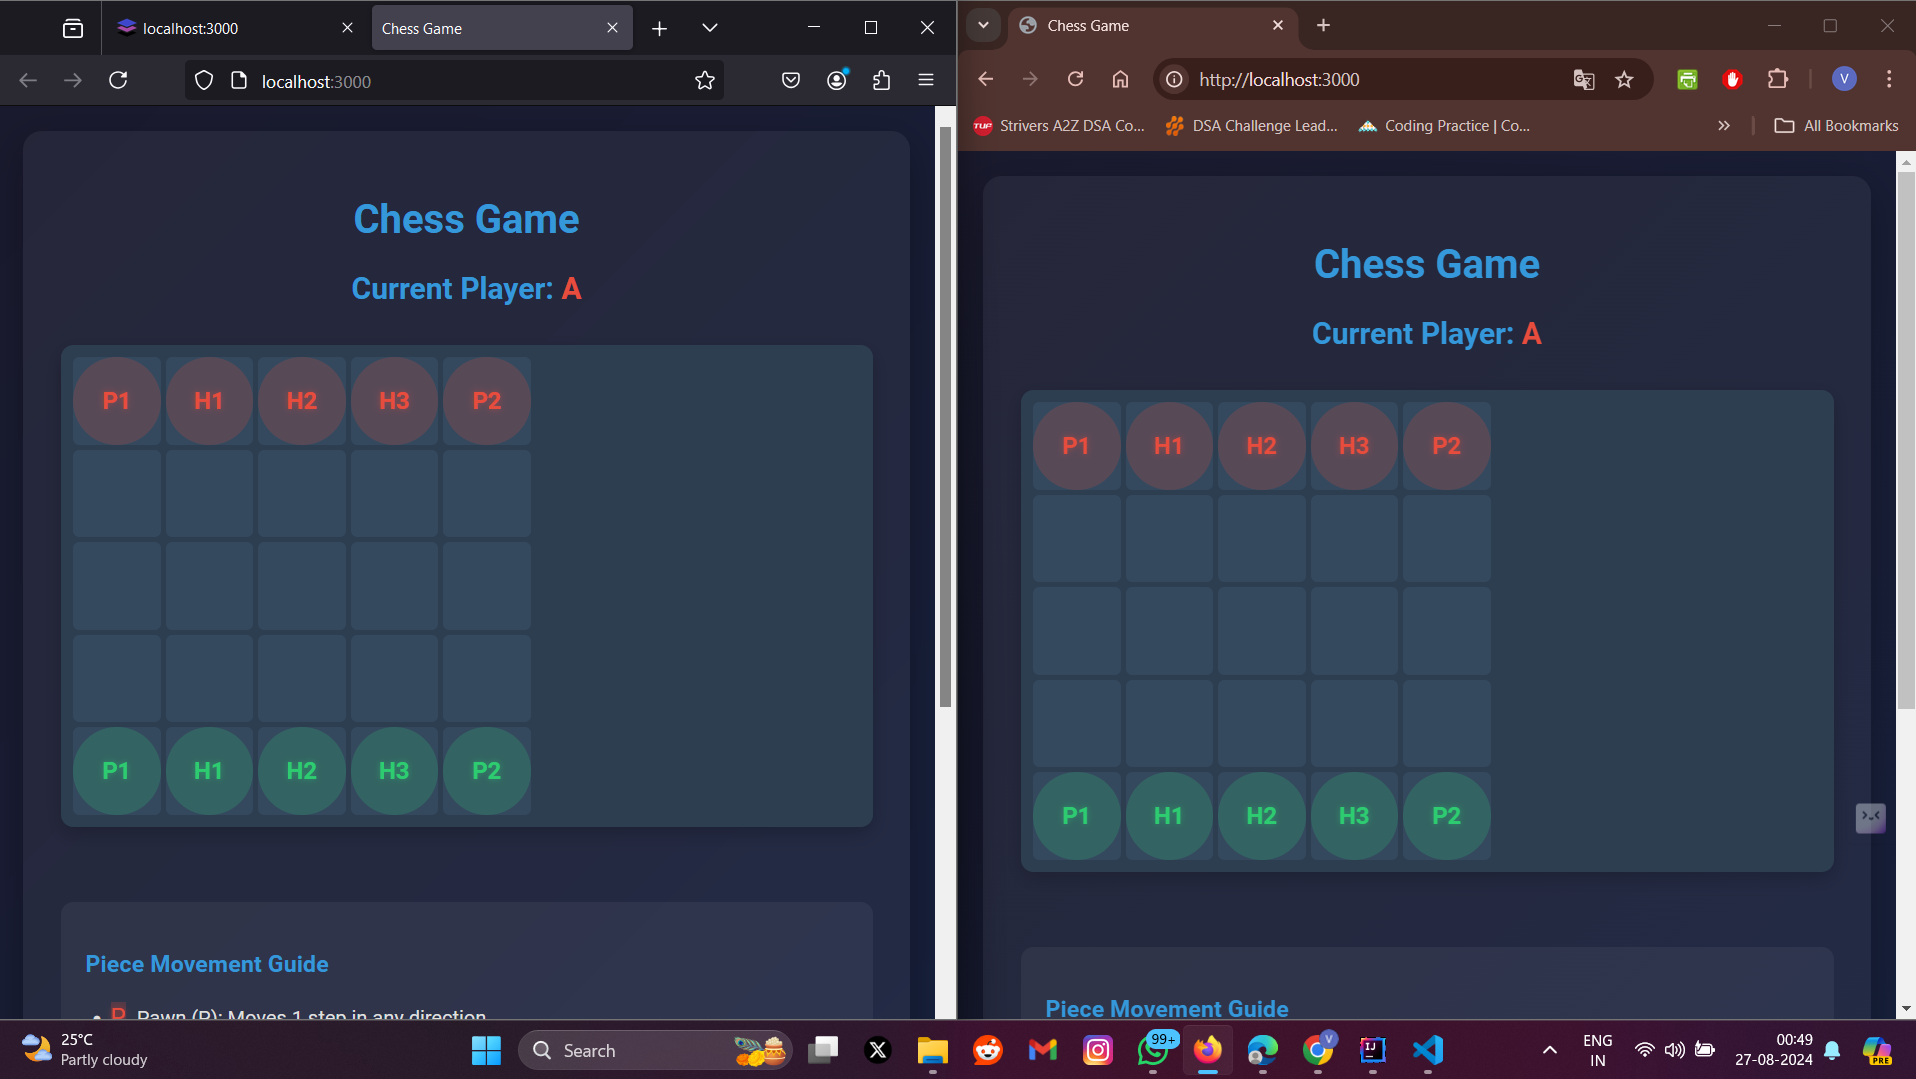 localhost:3000
Chess Game
localhost:3000
Chess Game
Current Player: A
P1 H1 H2 H3 P2
P1 H1 H2 H3 P2
Piece Movement Guide
P Pawn (P): Moves 1 step in any direction
Chess Game
http://localhost:3000
V
TUF Strivers A2Z DSA Co...
DSA Challenge Lead...
Coding Practice | Co...
All Bookmarks
Chess Game
Current Player: A
P1 H1 H2 H3 P2
P1 H1 H2 H3 P2
Piece Movement Guide
25°C
Partly cloudy
Search
99+
V
IJ
ENG
IN
00:49
27-08-2024
PRE